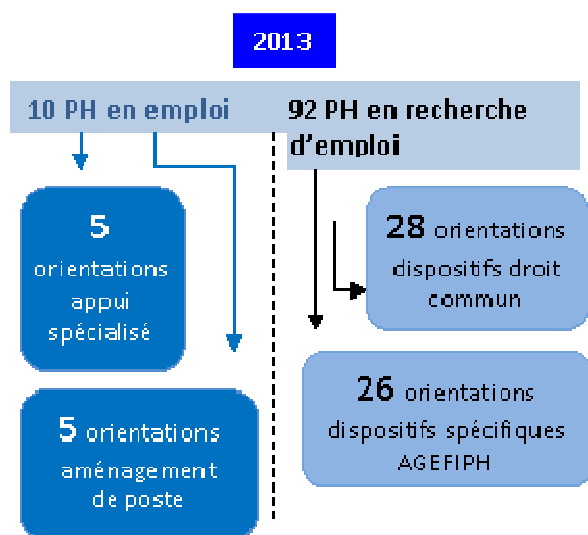 2013
10 PH en emploi
92 PH en recherche
d'emploi
5
orientations
appui
spécialisé
28 orientations
dispositifs droit
commun
5 orientations
aménagement
de poste
26 orientations
dispositifs spécifiques
AGEFIPH